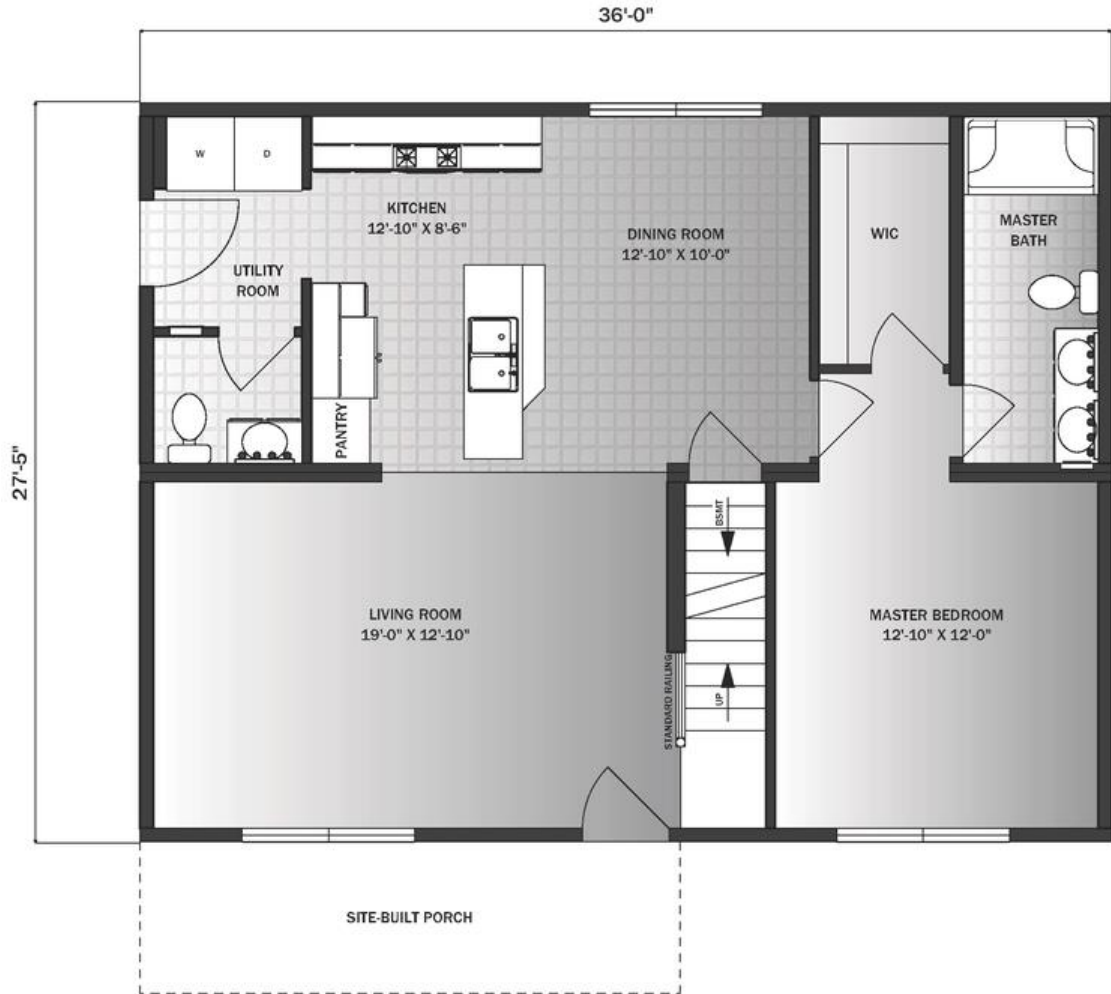 36'-0"
27'-5"
W
D
KITCHEN
12'-10" X 8'-6"
DINING ROOM
12'-10" X 10'-0"
WIC
MASTER
BATH
UTILITY
ROOM
PANTRY
BSMT
UP
STANDARD RAILING
LIVING ROOM
19'-0" X 12'-10"
MASTER BEDROOM
12'-10" X 12'-0"
SITE-BUILT PORCH